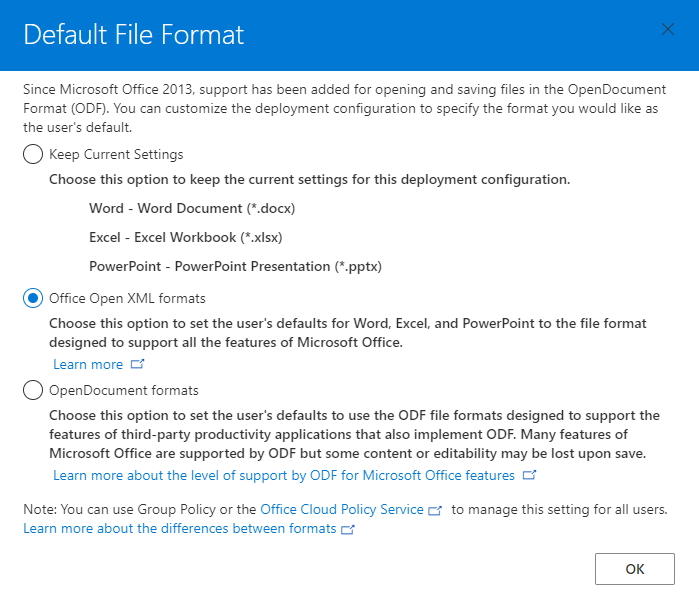 Default File Format
Since Microsoft Office 2013, support has been added for opening and saving files in the OpenDocument
Format (ODF). You can customize the deployment configuration to specify the format you would like as
the user's default.
Keep Current Settings
Choose this option to keep the current settings for this deployment configuration.
Word - Word Document (*.docx)
Excel - Excel Workbook (*.xlsx)
PowerPoint - PowerPoint Presentation (*.pptx)
Office Open XML formats
Choose this option to set the user's defaults for Word, Excel, and PowerPoint to the file format
designed to support all the features of Microsoft Office.
Learn more
OpenDocument formats
Choose this option to set the user's defaults to use the ODF file formats designed to support the
features of third-party productivity applications that also implement ODF. Many features of
Microsoft Office are supported by ODF but some content or editability may be lost upon save.
Learn more about the level of support by ODF for Microsoft Office features
Note: You can use Group Policy or the Office Cloud Policy Service to manage this setting for all users.
Learn more about the differences between formats
OK